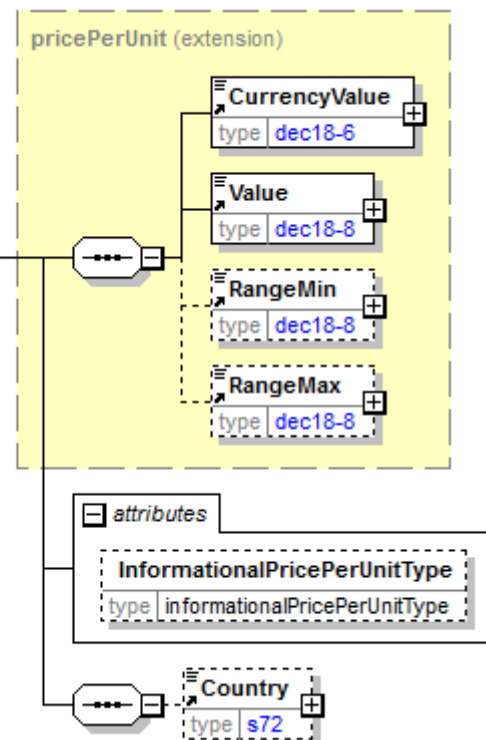 pricePerUnit (extension)
CurrencyValue
type dec18-6
Value
type dec18-8
RangeMin
type dec18-8
RangeMax
type dec18-8
attributes
InformationalPricePerUnitType
type informationalPricePerUnitType
Country
type s72